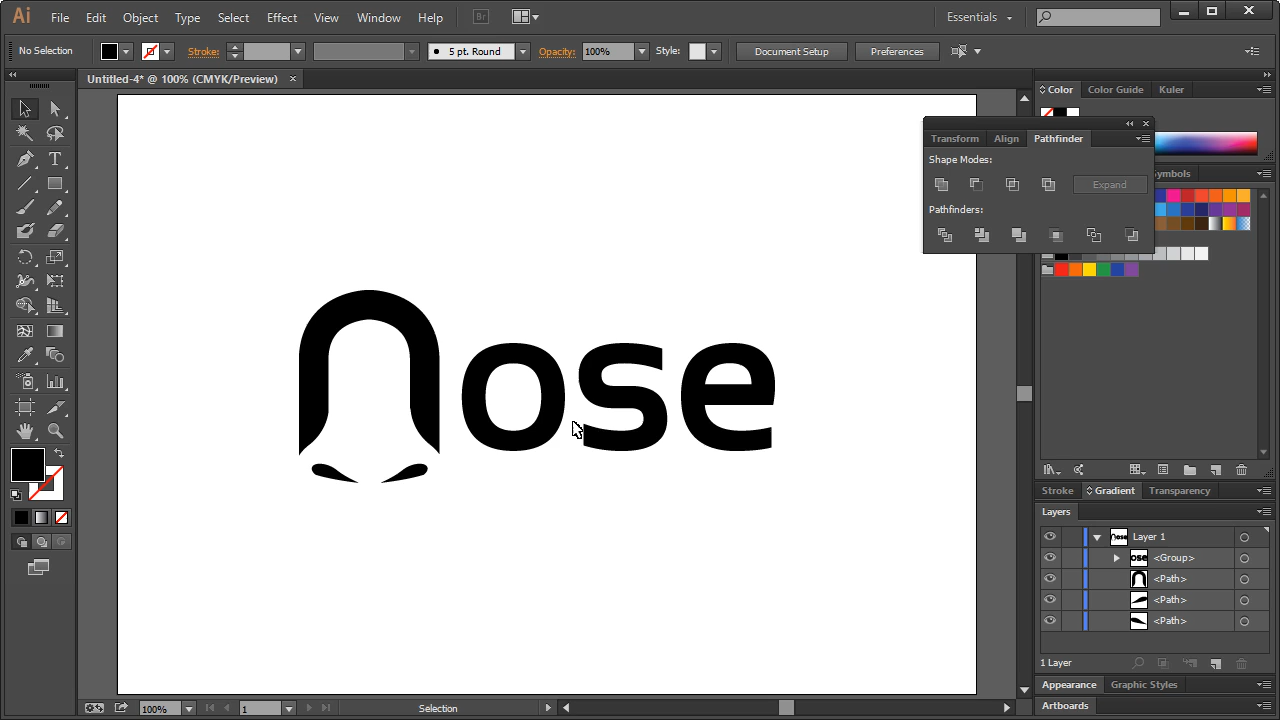 Ai File Edit Object Type Select Effect View Window Help Br Essentials
No Selection Stroke: 5 pt. Round Opacity: 100% Style: Document Setup Preferences
Untitled-4* @ 100% (CMYK/Preview)
Color Color Guide Kuler
Transform Align Pathfinder
Shape Modes:
Symbols
Expand
Pathfinders:
nose
Stroke Gradient Transparency
Layers
Layer 1
<Group>
<Path>
<Path>
<Path>
1 Layer
Appearance Graphic Styles
Artboards
100% 1 Selection